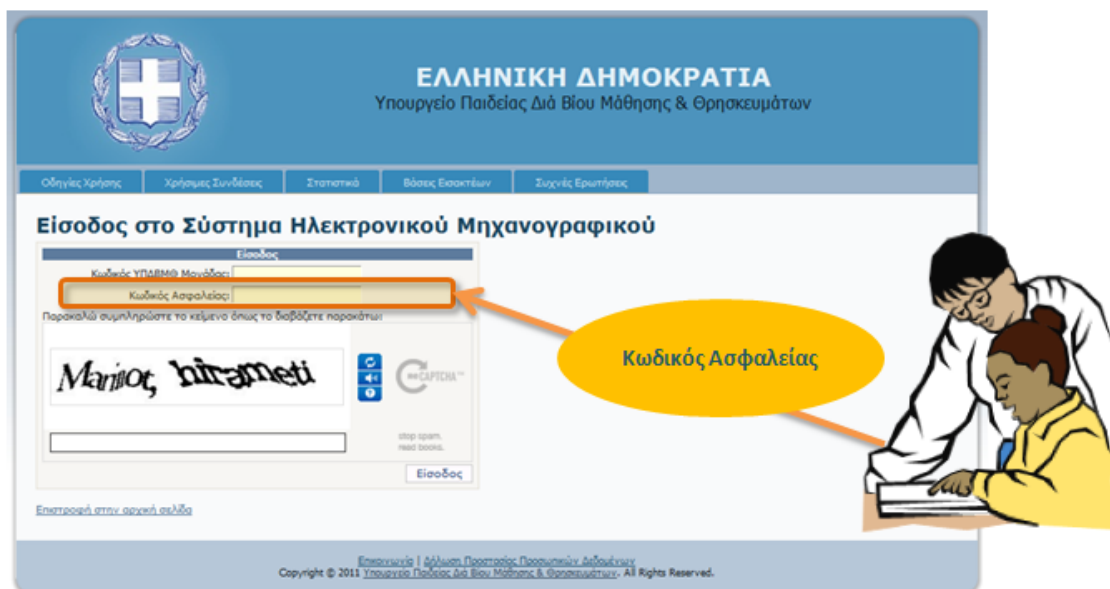 ΕΛΛΗΝΙΚΗ ΔΗΜΟΚΡΑΤΙΑ
Υπουργείο Παιδείας Διά Βίου Μάθησης & Θρησκευμάτων
Οδηγίες Χρήσης Χρήσιμες Συνδέσεις Στατιστικά Βάσεις Εισακτέων Συχνές Ερωτήσεις
Είσοδος στο Σύστημα Ηλεκτρονικού Μηχανογραφικού
Είσοδος
Κωδικός ΥΠΔΒΜΘ Μονάδας:
Κωδικός Ασφαλείας:
Παρακαλώ συμπληρώστε το κείμενο όπως το διαβάζετε παρακάτω:
Κωδικός Ασφαλείας
hirameti
reCAPTCHA™
stop spam.
read books.
Είσοδος
Επιστροφή στην αρχική σελίδα
Επικοινωνία | Δήλωση Προστασίας Προσωπικών Δεδομένων
Copyright © 2011 Υπουργείο Παιδείας Διά Βίου Μάθησης & Θρησκευμάτων. All Rights Reserved.